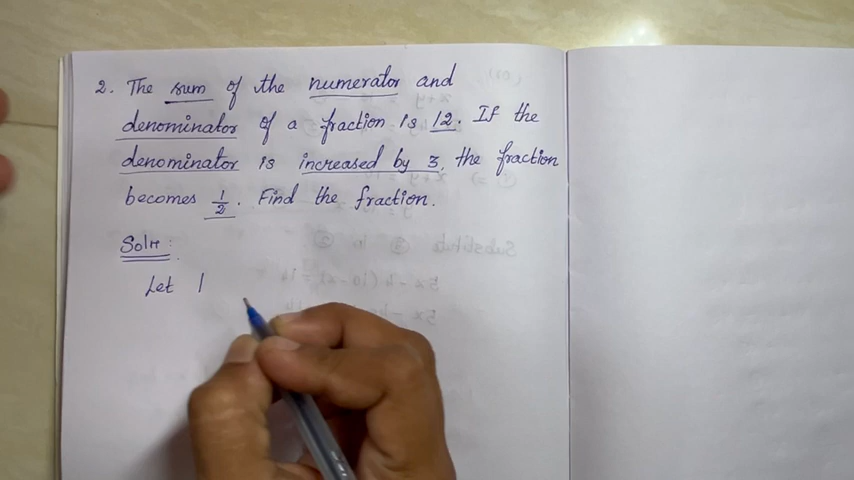 2. The sum of the numerator and
denominator of a fraction is 12. If the
denominator is increased by 3, the fraction
becomes 1/2. Find the fraction.
Soln:
Let